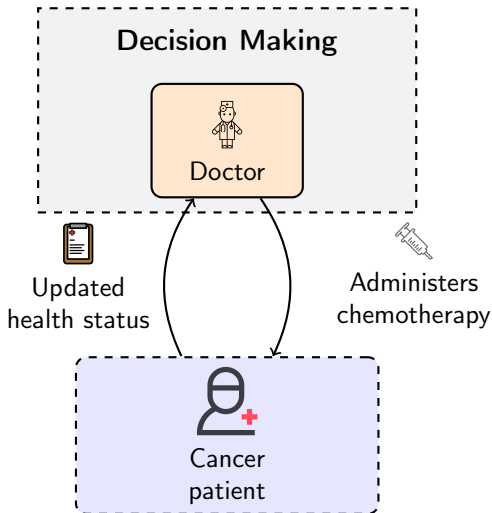 Decision Making
Doctor
Updated
health status
Administers
chemotherapy
Cancer
patient